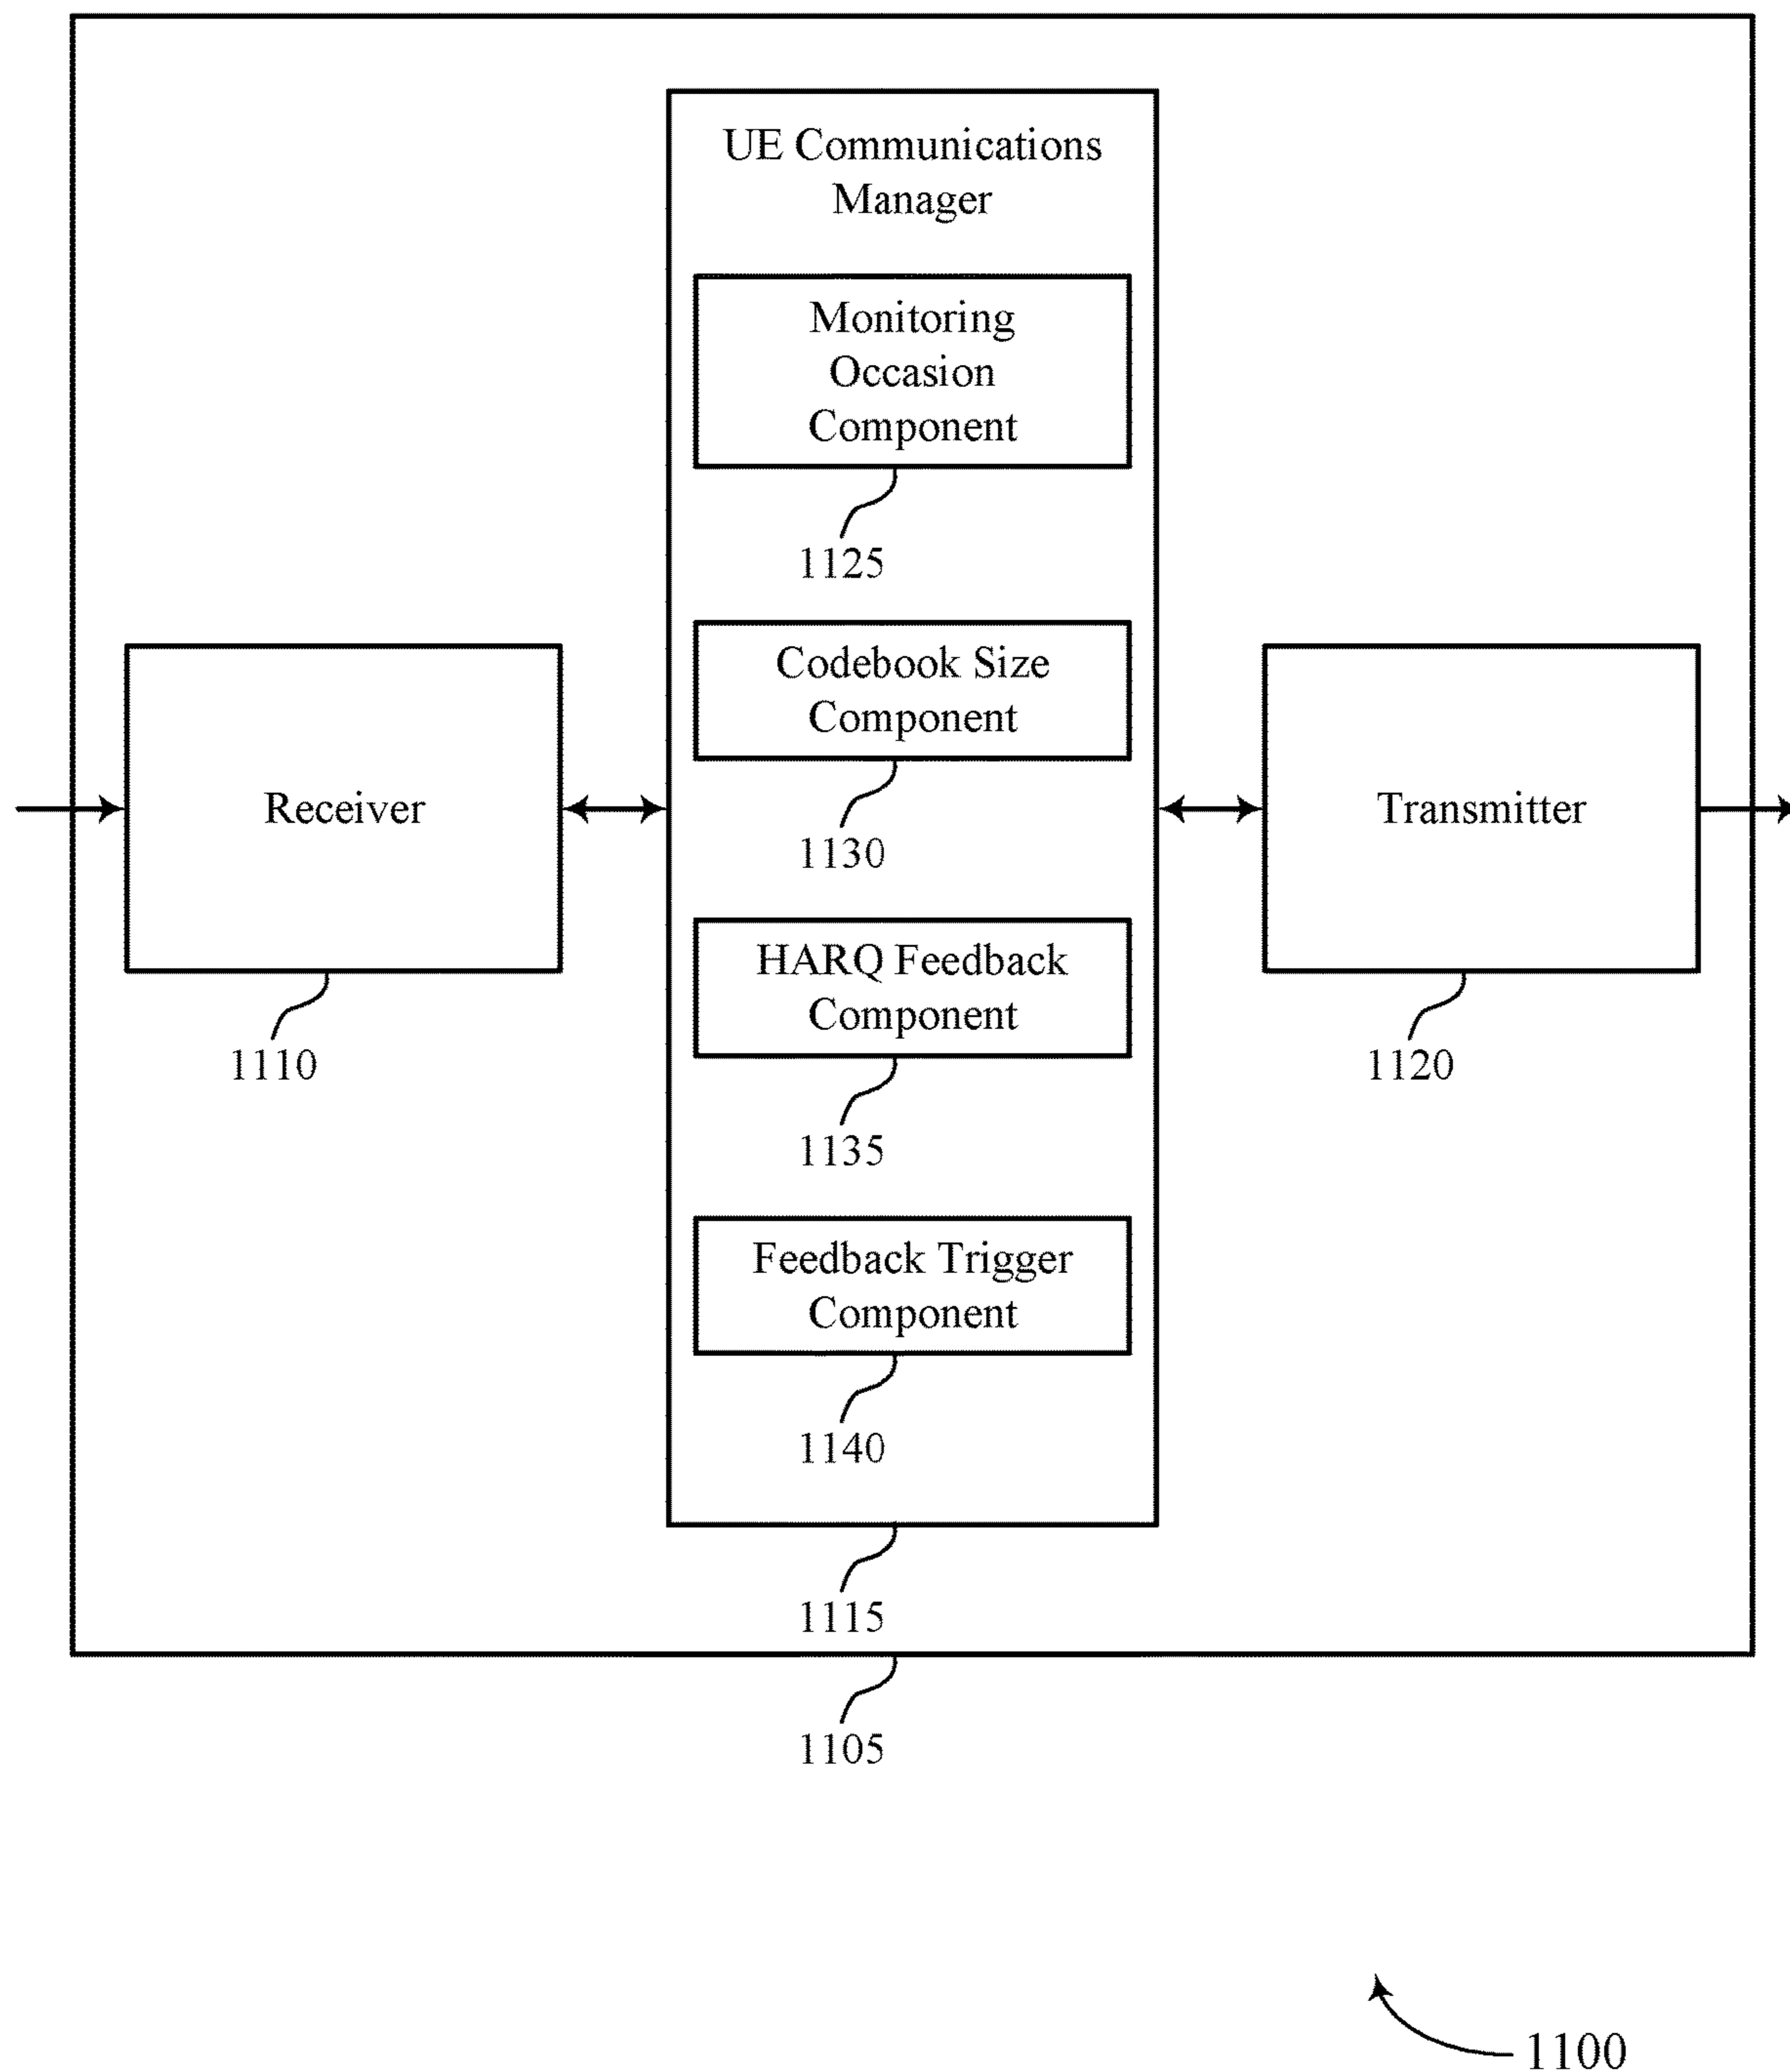 UE Communications
Manager
Monitoring
Occasion
Component
1125
Codebook Size
Component
1130
Receiver
1110
Transmitter
1120
HARQ Feedback
Component
1135
Feedback Trigger
Component
1140
1115
1105
1100